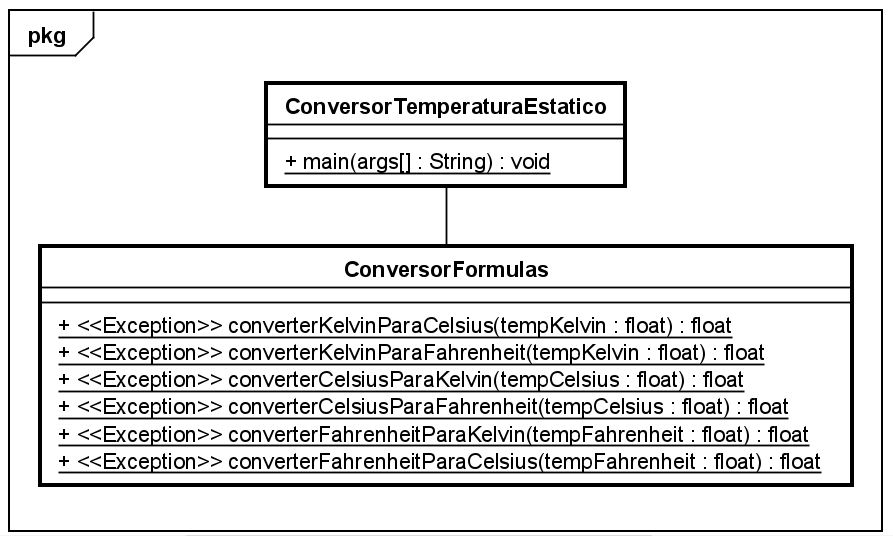 pkg
ConversorTemperaturaEstatico
+ main(args[] : String) : void
ConversorFormulas
+ <<Exception>> converterKelvinParaCelsius(tempKelvin : float) : float
+ <<Exception>> converterKelvinParaFahrenheit(tempKelvin : float) : float
+ <<Exception>> converterCelsiusParaKelvin(tempCelsius : float) : float
+ <<Exception>> converterCelsiusParaFahrenheit(tempCelsius : float) : float
+ <<Exception>> converterFahrenheitParaKelvin(tempFahrenheit : float) : float
+ <<Exception>> converterFahrenheitParaCelsius(tempFahrenheit : float) : float